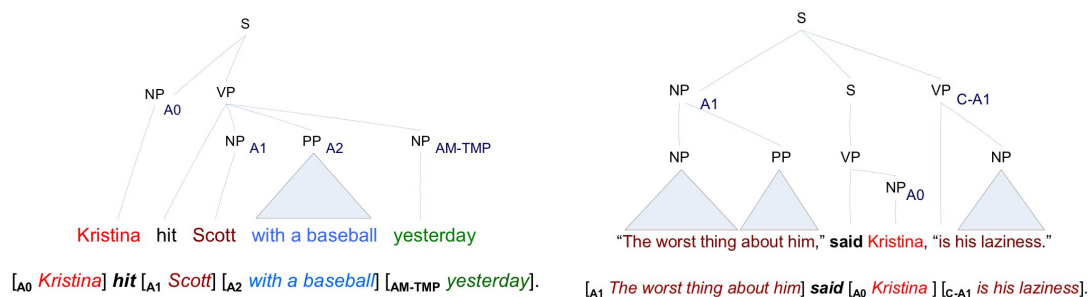 S
NP A0 VP
NP A1 PP A2 NP AM-TMP
Kristina hit Scott with a baseball yesterday
[A0 Kristina] hit [A1 Scott] [A2 with a baseball] [AM-TMP yesterday].
S
NP A1 S VP C-A1
NP PP VP NP
NP A0
“The worst thing about him,” said Kristina, “is his laziness.”
[A1 The worst thing about him] said [A0 Kristina ] [C-A1 is his laziness].